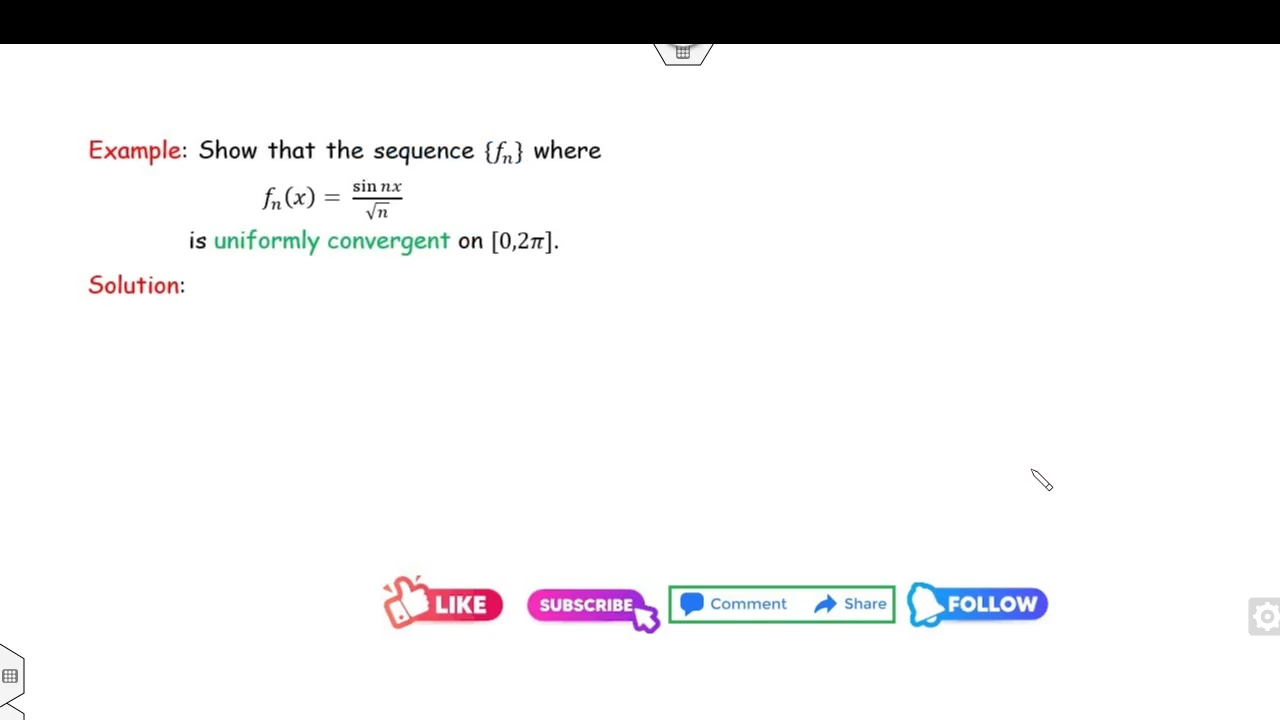 Example: Show that the sequence {fₙ} where
fₙ(x) = sin nx / √n
is uniformly convergent on [0,2π].
Solution:
LIKE SUBSCRIBE Comment Share FOLLOW